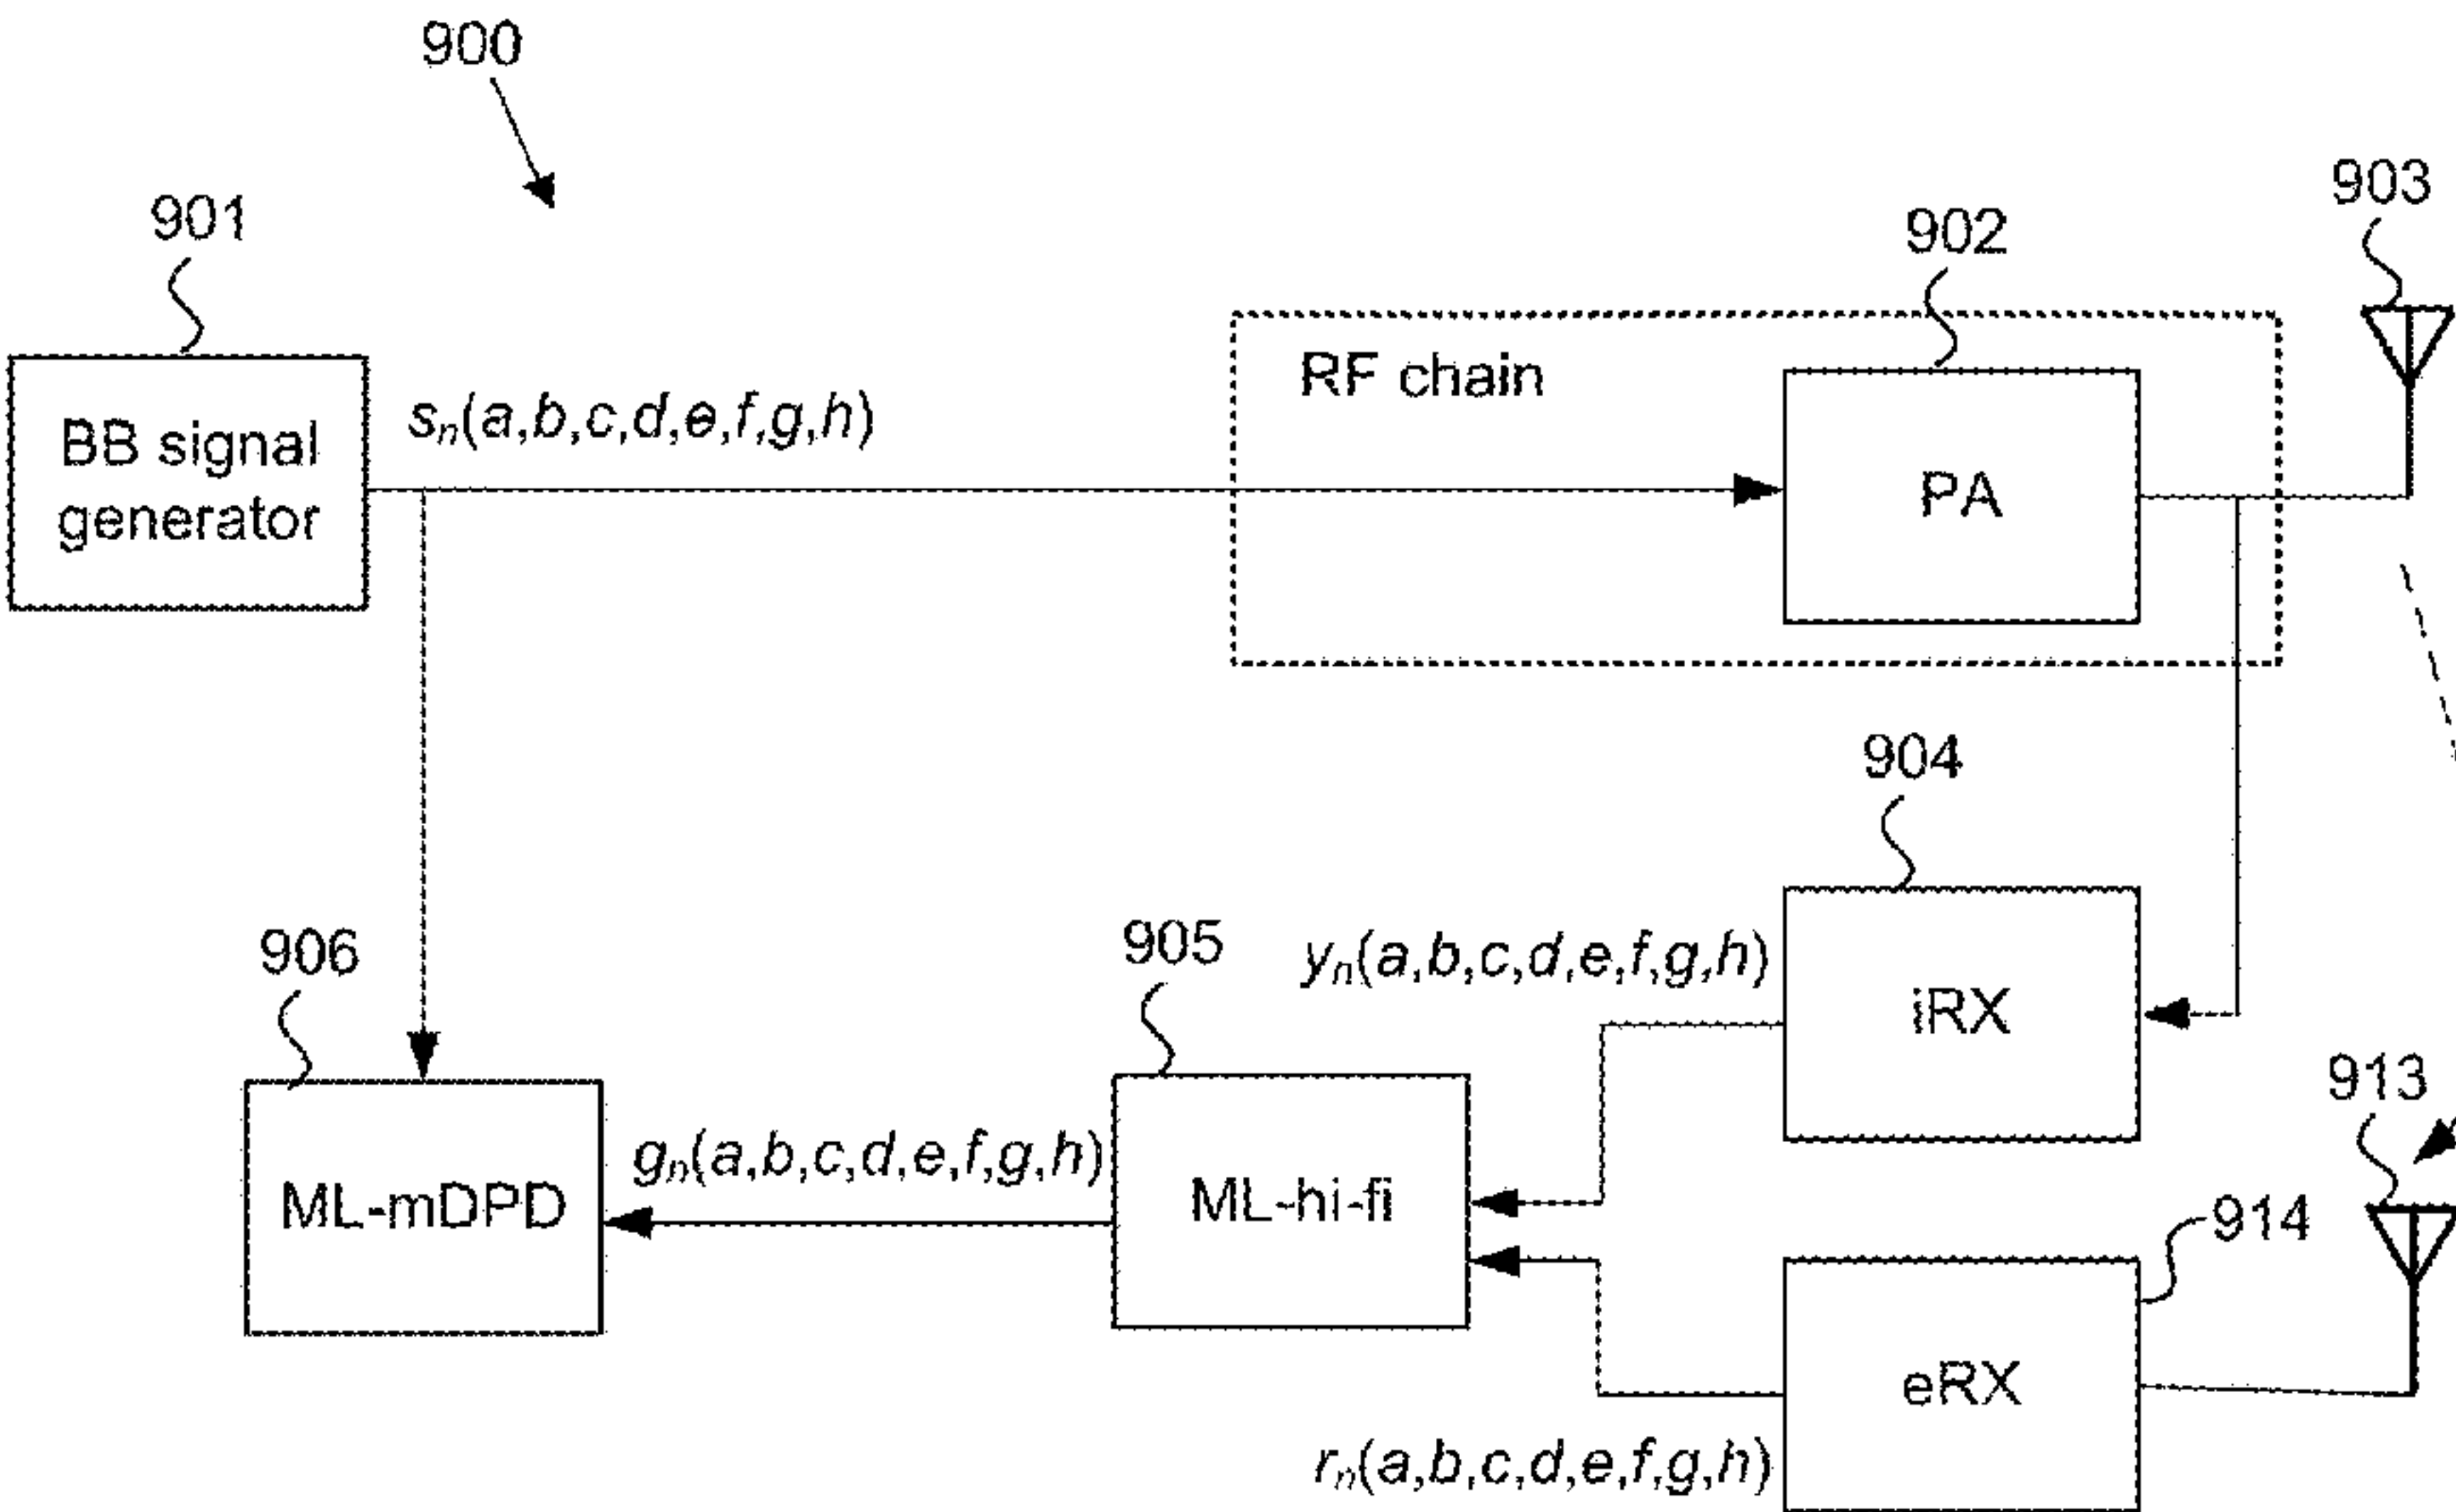 900
901
902
903
RF chain
BB signal
generator
sₙ(a,b,c,d,e,f,g,h)
PA
904
905
906
yₙ(a,b,c,d,e,f,g,h)
iRX
913
914
ML-mDPD
gₙ(a,b,c,d,e,f,g,h)
ML-hi-fi
eRX
rₙ(a,b,c,d,e,f,g,h)